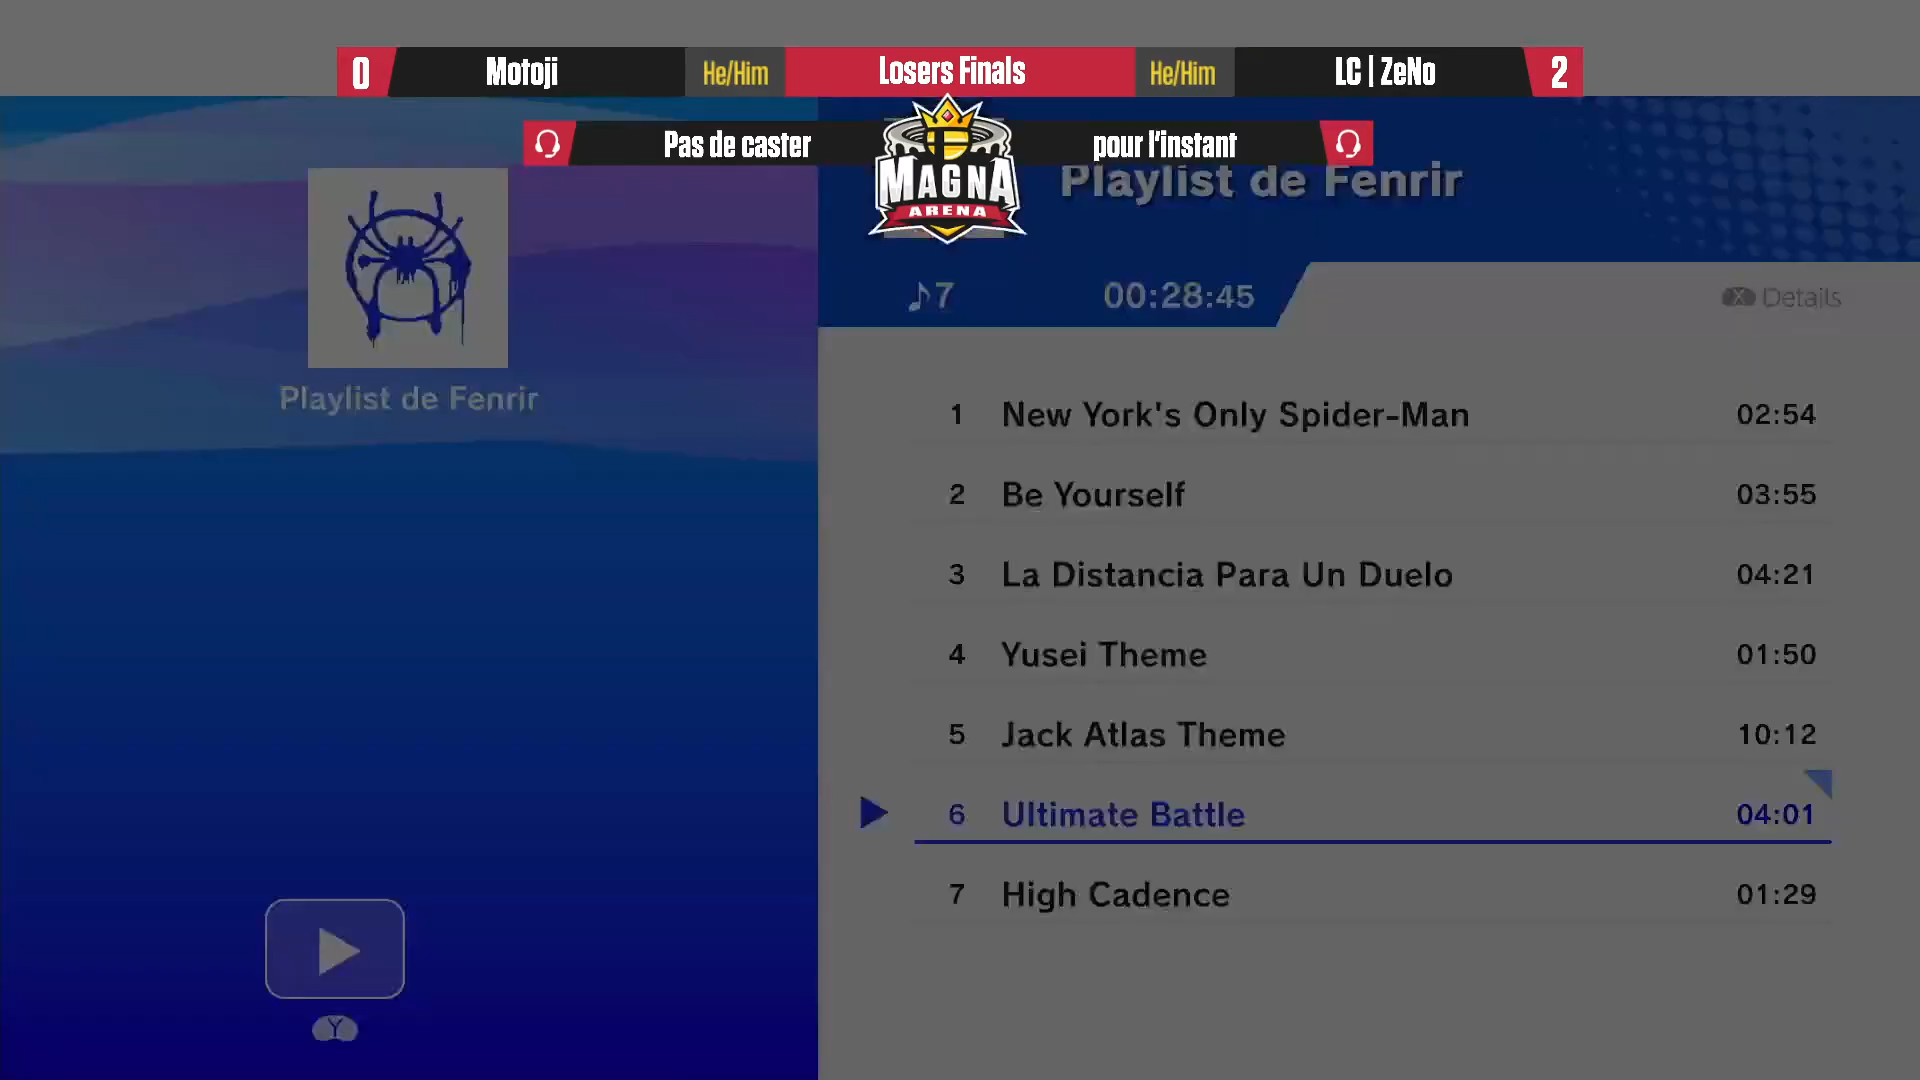 0 Motoji He/Him Losers Finals He/Him LC | ZeNo 2
Pas de caster pour l'instant
MAGNA
ARENA
Playlist de Fenrir
♪7 00:28:45
X Details
Playlist de Fenrir
1 New York's Only Spider-Man 02:54
2 Be Yourself 03:55
3 La Distancia Para Un Duelo 04:21
4 Yusei Theme 01:50
5 Jack Atlas Theme 10:12
6 Ultimate Battle 04:01
7 High Cadence 01:29
Y